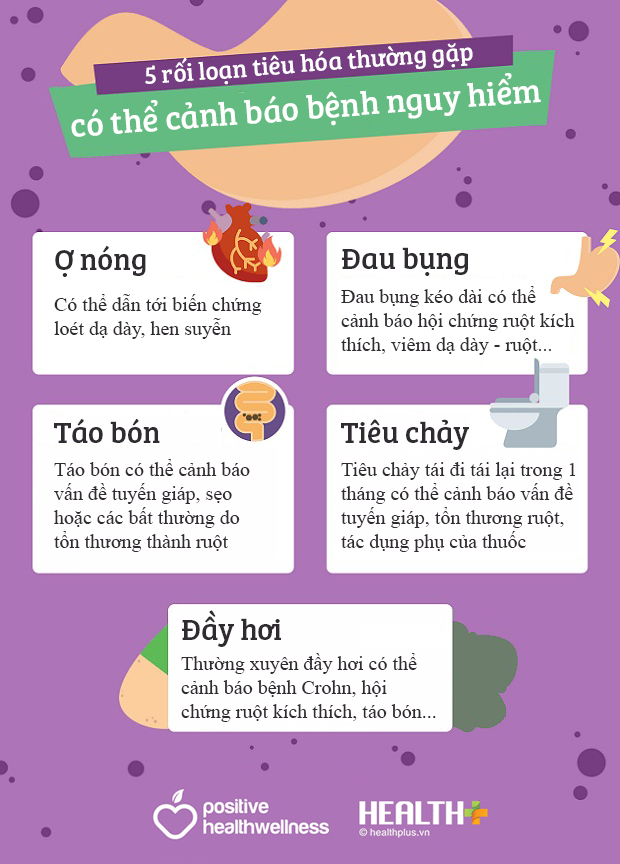 5 rối loạn tiêu hóa thường gặp
có thể cảnh báo bệnh nguy hiểm
Ợ nóng
Có thể dẫn tới biến chứng
loét dạ dày, hen suyễn
Đau bụng
Đau bụng kéo dài có thể
cảnh báo hội chứng ruột kích
thích, viêm dạ dày - ruột...
Táo bón
Táo bón có thể cảnh báo
vấn đề tuyến giáp, sẹo
hoặc các bất thường do
tổn thương thành ruột
Tiêu chảy
Tiêu chảy tái đi tái lại trong 1
tháng có thể cảnh báo vấn đề
tuyến giáp, tổn thương ruột,
tác dụng phụ của thuốc
Đầy hơi
Thường xuyên đầy hơi có thể
cảnh báo bệnh Crohn, hội
chứng ruột kích thích, táo bón...
positive
healthwellness
HEALTH+
© healthplus.vn